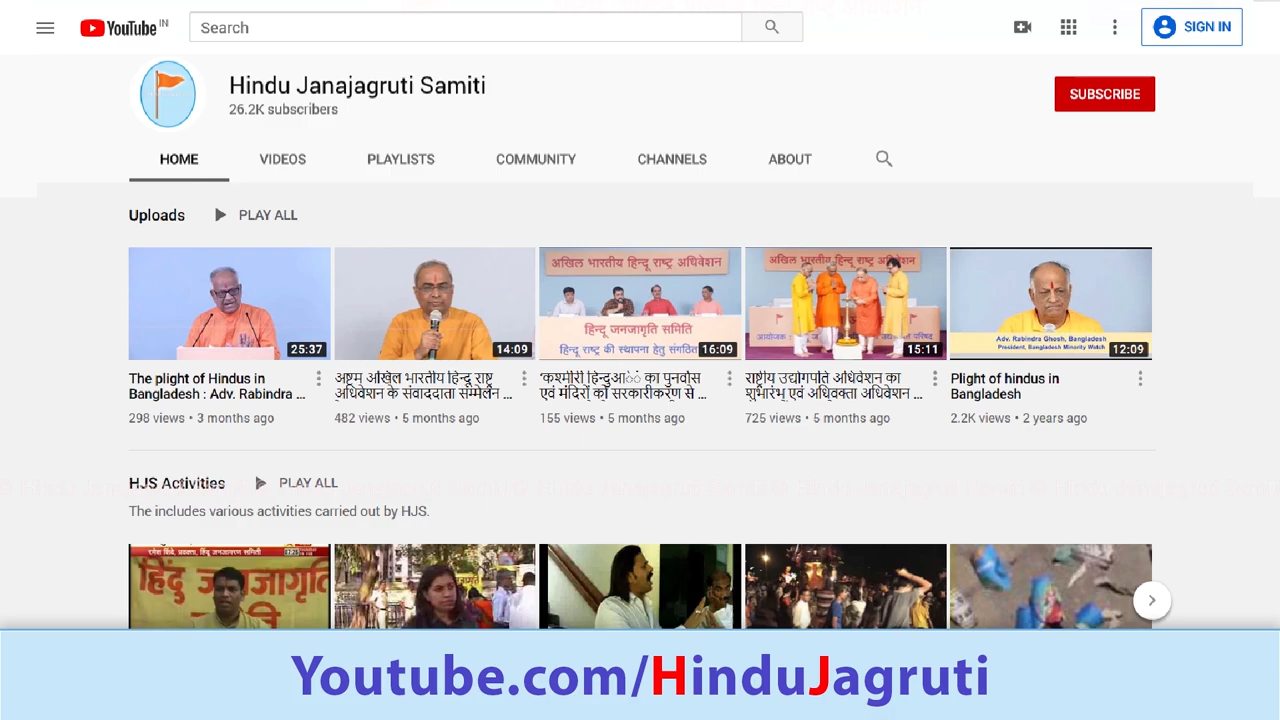 YouTube IN
Search
SIGN IN
Hindu Janajagruti Samiti
26.2K subscribers
SUBSCRIBE
HOME VIDEOS PLAYLISTS COMMUNITY CHANNELS ABOUT
Uploads PLAY ALL
अखिल भारतीय हिन्दू राष्ट्र अधिवेशन
हिन्दू जनजागृति समिति
हिन्दू राष्ट्र की स्थापना हेतु संगठित
अखिल भारतीय हिन्दू राष्ट्र अधिवेशन
Adv. Rabindra Ghosh, Bangladesh
President, Bangladesh Minority Watch
25:37 14:09 16:09 15:11 12:09
The plight of Hindus in
Bangladesh : Adv. Rabindra ...
298 views • 3 months ago
अष्टम अखिल भारतीय हिन्दू राष्ट्र
अधिवेशन के संवाददाता सम्मेलन ...
482 views • 5 months ago
'कश्मीरी हिन्दुआें का पुनर्वास
एवं मंदिरों का सरकारीकरण से ...
155 views • 5 months ago
राष्ट्रीय उद्योगपति अधिवेशन का
शुभारंभ एवं अधिवक्ता अधिवेशन ...
725 views • 5 months ago
Plight of hindus in
Bangladesh
2.2K views • 2 years ago
HJS Activities PLAY ALL
The includes various activities carried out by HJS.
हिंदू जनजागृति
Youtube.com/HinduJagruti